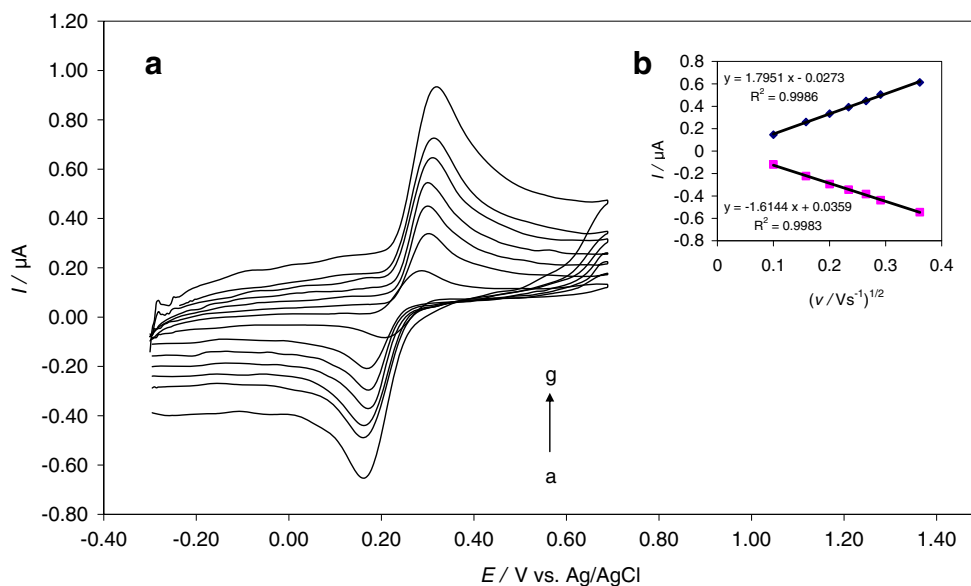 a
1.20
1.00
0.80
0.60
0.40
0.20
0.00
-0.20
-0.40
-0.60
-0.80
I / µA
-0.40 -0.20 0.00 0.20 0.40 0.60 0.80 1.00 1.20 1.40
E / V vs. Ag/AgCl
g
a
b
y = 1.7951 x - 0.0273
R² = 0.9986
y = -1.6144 x + 0.0359
R² = 0.9983
0.8
0.6
0.4
0.2
0
-0.2
-0.4
-0.6
-0.8
I / µA
0 0.1 0.2 0.3 0.4
(v / Vs⁻¹)¹/²